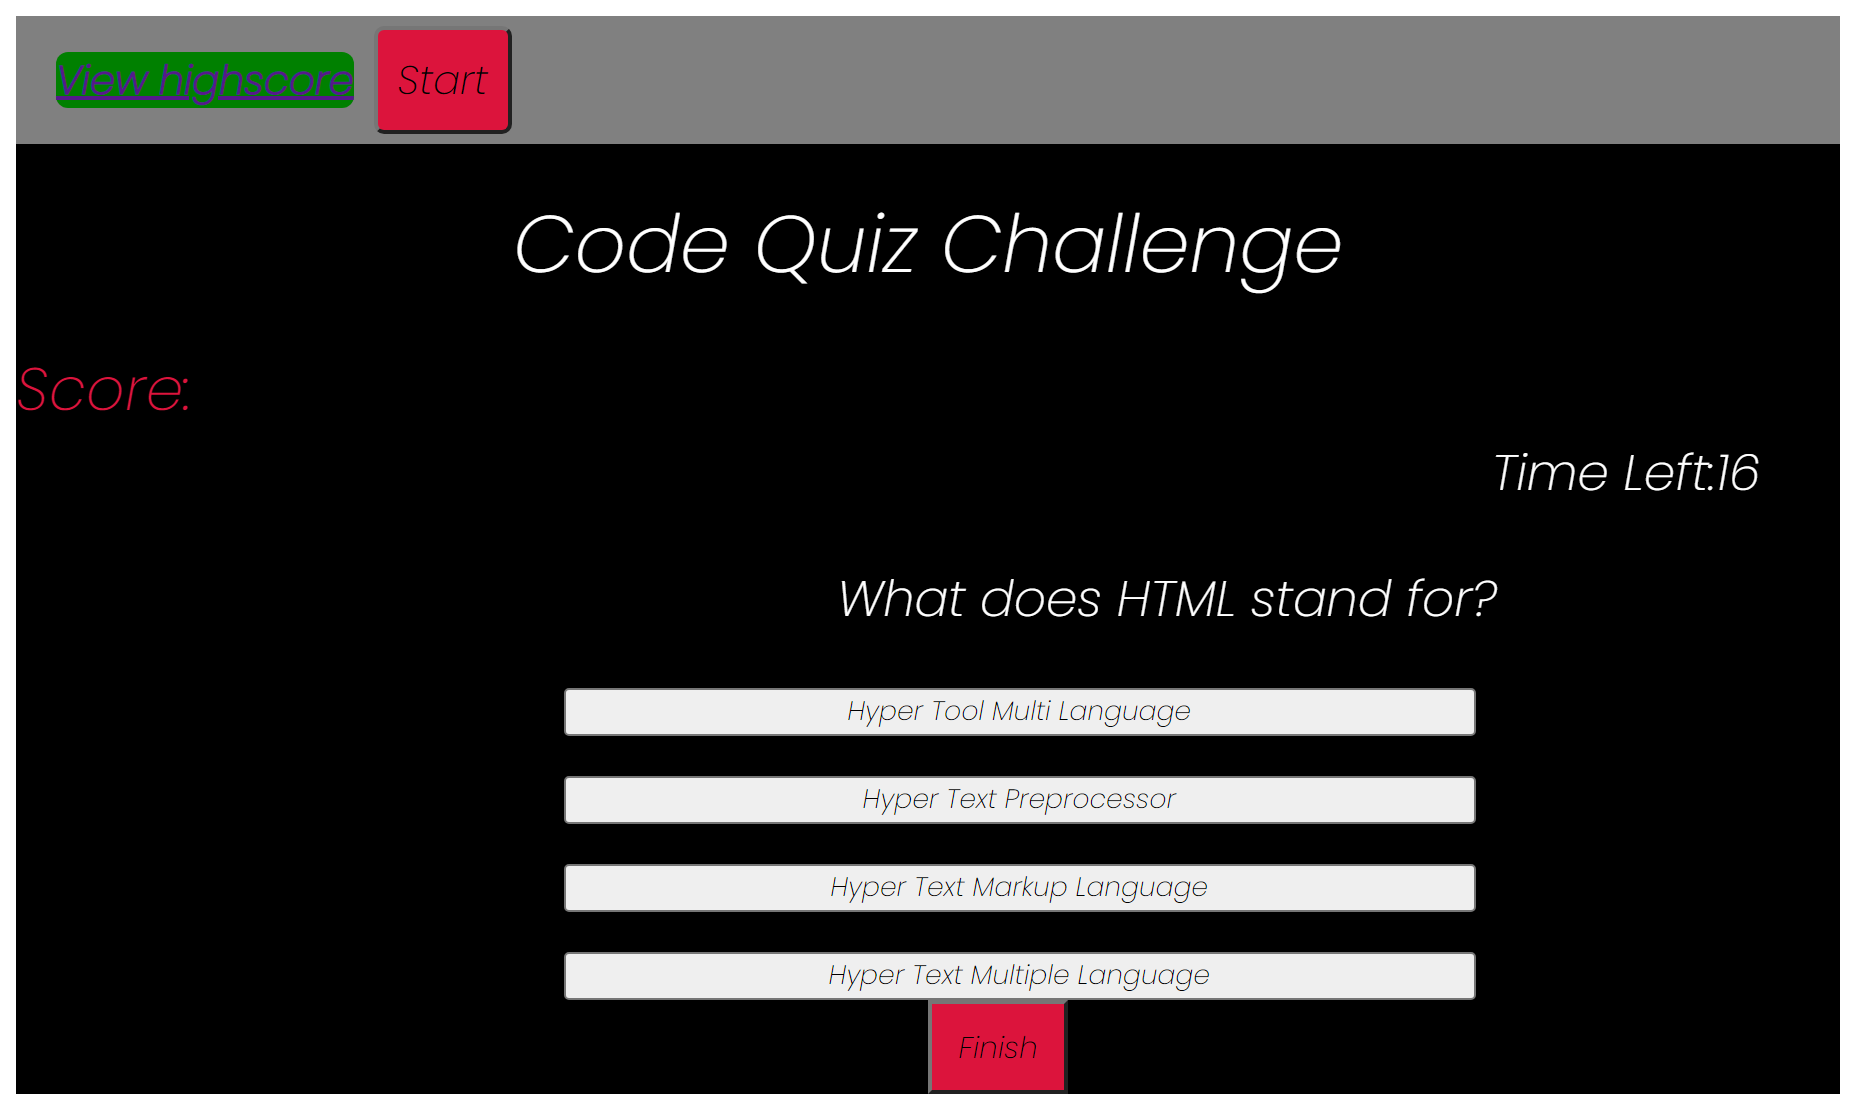 View highscore
Start
Code Quiz Challenge
Score:
Time Left:16
What does HTML stand for?
Hyper Tool Multi Language
Hyper Text Preprocessor
Hyper Text Markup Language
Hyper Text Multiple Language
Finish